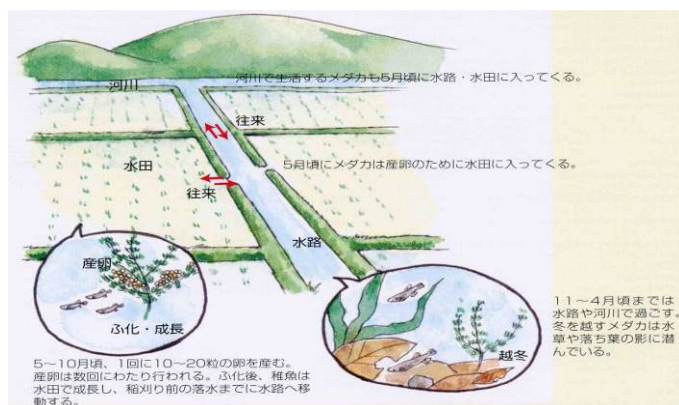 河川
河川で生活するメダカも5月頃に水路・水田に入ってくる。
往来
水田
5月頃にメダカは産卵のために水田に入ってくる。
往来
水路
産卵
ふ化・成長
越冬
11～4月頃までは
水路や河川で過ごす。
冬を越すメダカは水
草や落ち葉の影に潜
んでいる。
5～10月頃、1回に10～20粒の卵を産む。
産卵は数回にわたり行われる。ふ化後、稚魚は
水田で成長し、稲刈り前の落水までに水路へ移
動する。